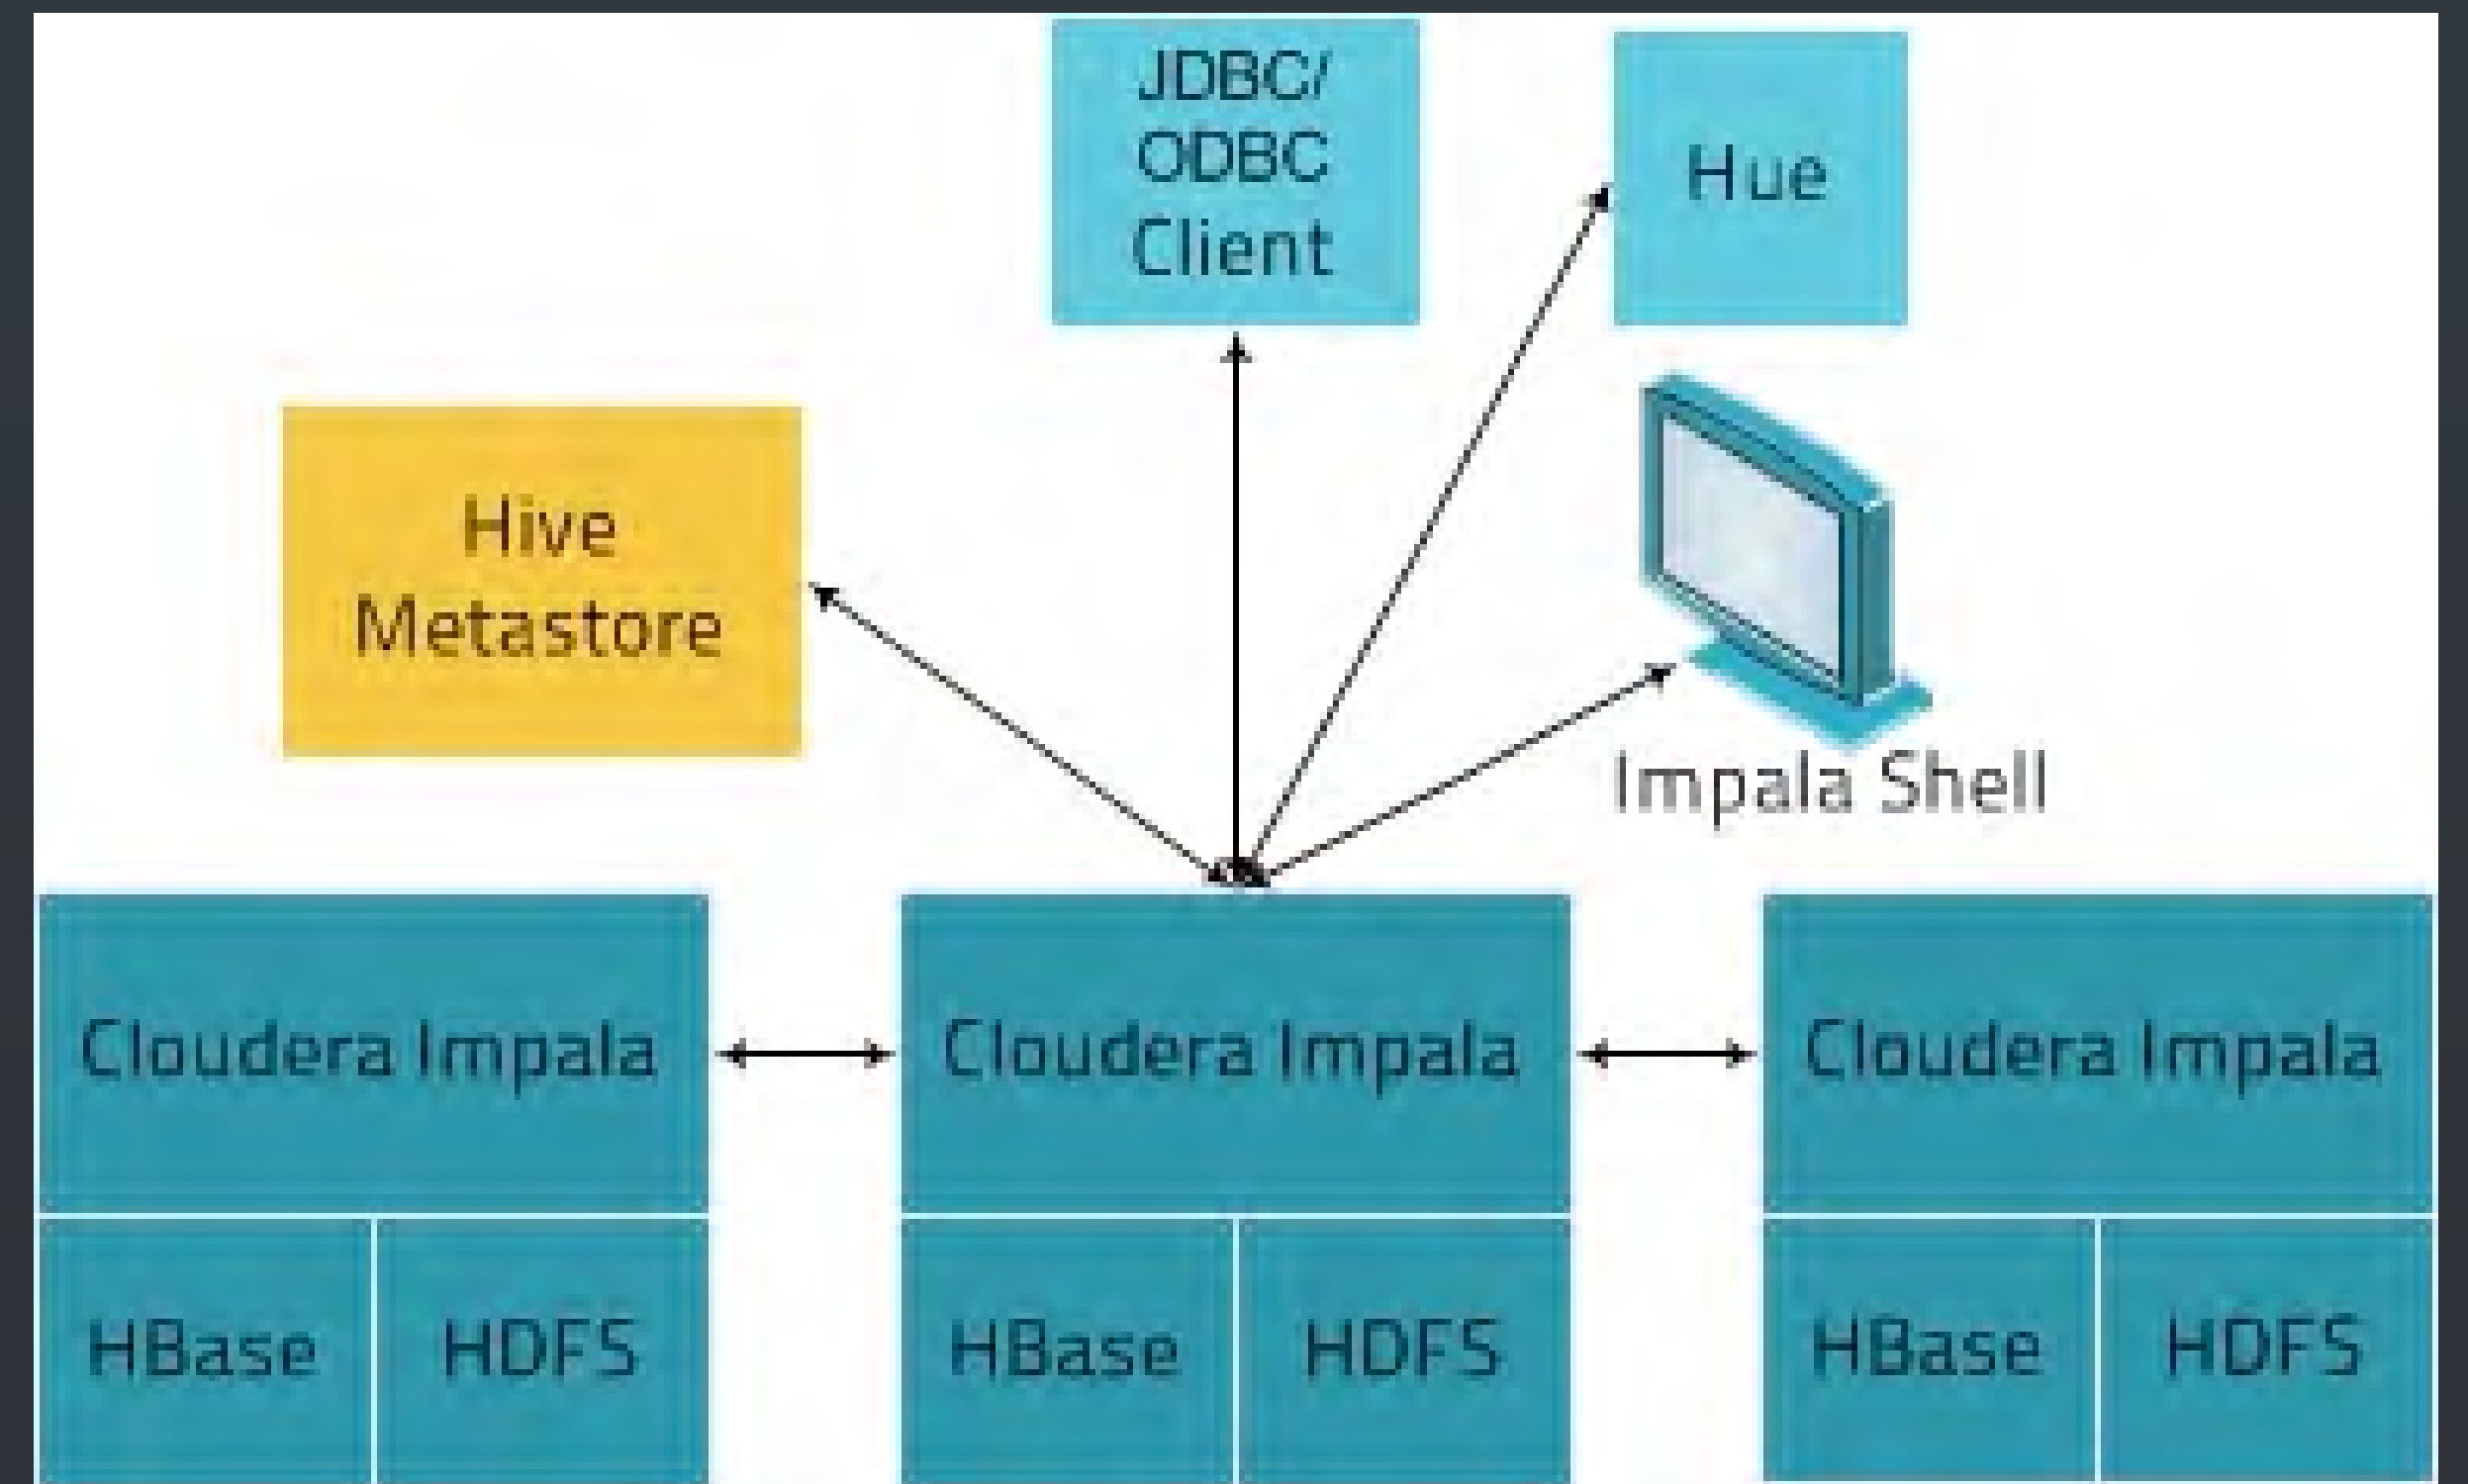 JDBC/
ODBC
Client
Hue
Hive
Metastore
Impala Shell
Cloudera Impala
Cloudera Impala
Cloudera Impala
HBase
HDFS
HBase
HDFS
HBase
HDFS